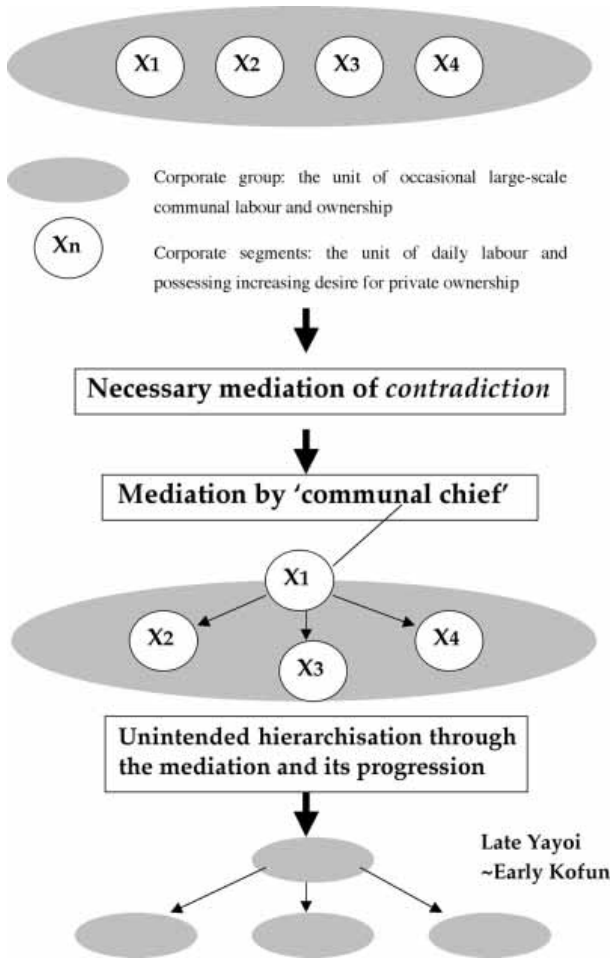 X1 X2 X3 X4
Corporate group: the unit of occasional large-scale
communal labour and ownership
Xn
Corporate segments: the unit of daily labour and
possessing increasing desire for private ownership
Necessary mediation of contradiction
Mediation by ‘communal chief’
X1
X2 X4
X3
Unintended hierarchisation through
the mediation and its progression
Late Yayoi
~Early Kofun